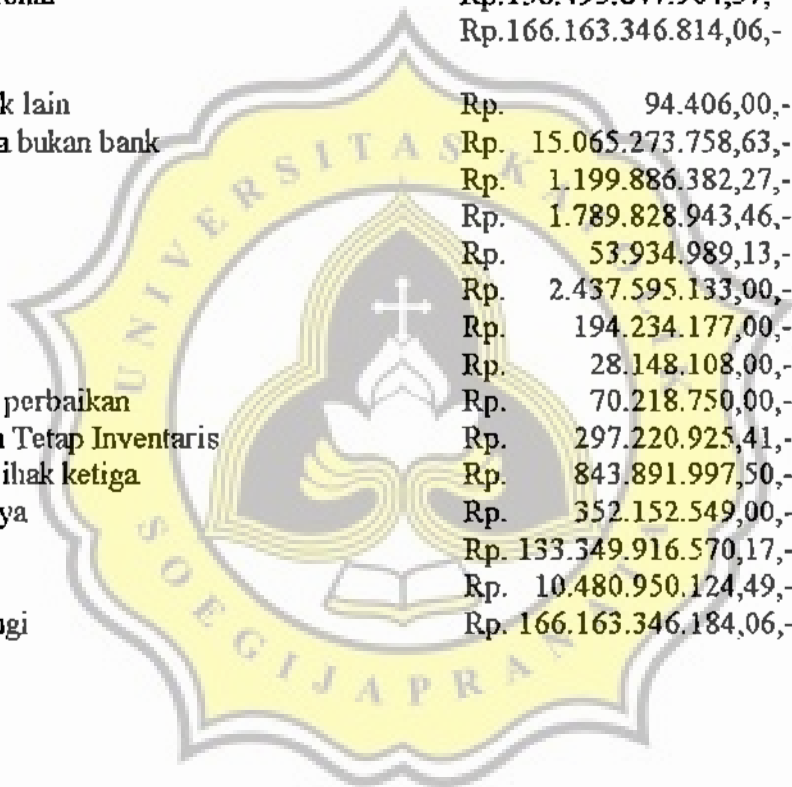 Rp.166.163.346.814,06,-
k lain Rp. 94.406,00,-
a bukan bank Rp. 15.065.273.758,63,-
Rp. 1.199.886.382,27,-
Rp. 1.789.828.943,46,-
Rp. 53.934.989,13,-
Rp. 2.437.595.133,00,-
Rp. 194.234.177,00,-
Rp. 28.148.108,00,-
perbaikan Rp. 70.218.750,00,-
Tetap Inventaris Rp. 297.220.925,41,-
ihak ketiga Rp. 843.891.997,50,-
ya Rp. 352.152.549,00,-
Rp. 133.349.916.570,17,-
Rp. 10.480.950.124,49,-
gi Rp. 166.163.346.184,06,-
UNIVERSITAS KATOLIK
SOEGIJAPRANATA